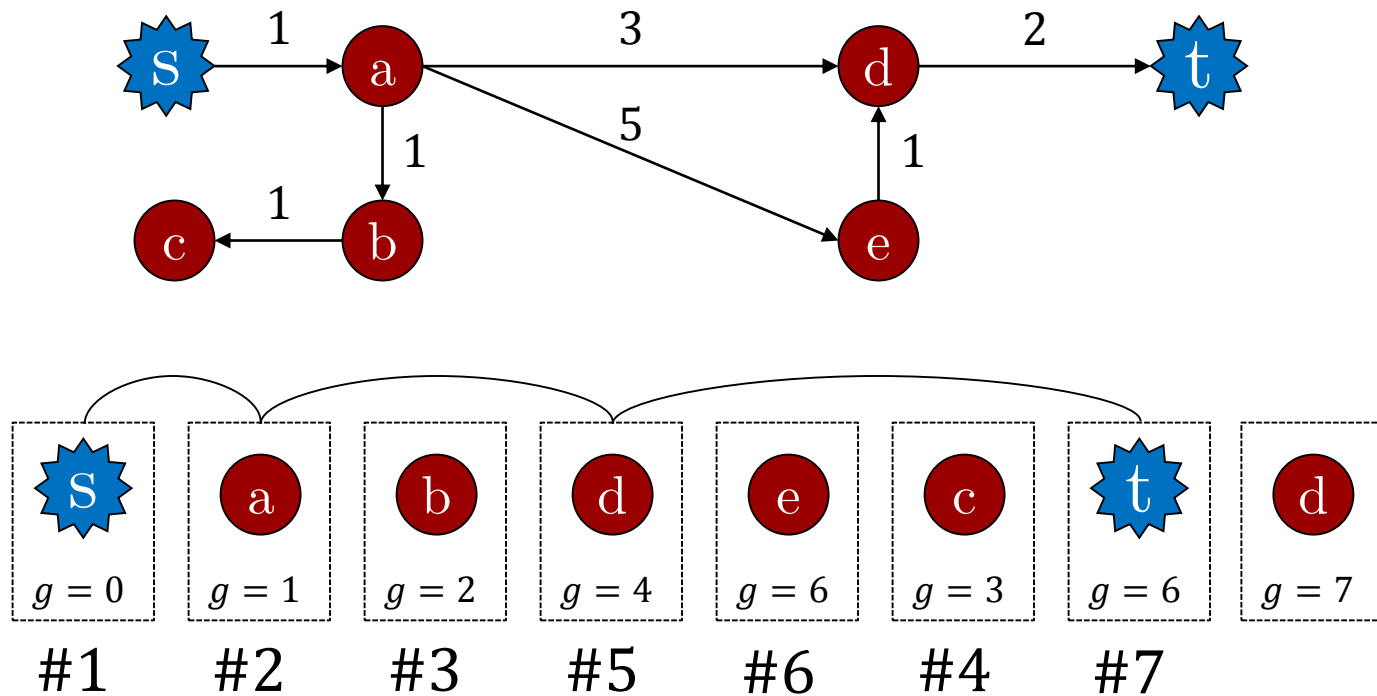 1 3 2
s a d t
1 5 1
1
c b e
s a b d e c t d
g = 0 g = 1 g = 2 g = 4 g = 6 g = 3 g = 6 g = 7
#1 #2 #3 #5 #6 #4 #7